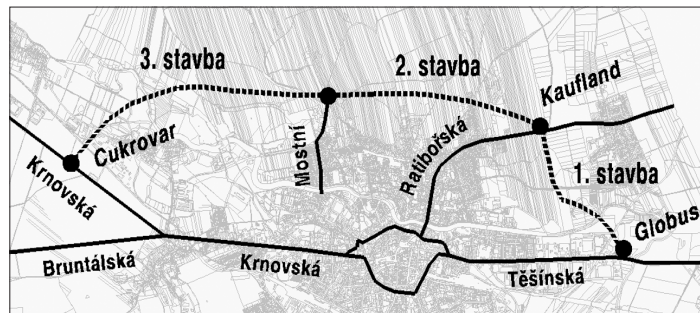 3. stavba
2. stavba
Kaufland
Cukrovar
Mostní
Ratibořská
Krnovská
1. stavba
Globus
Bruntálská
Krnovská
Těšínská